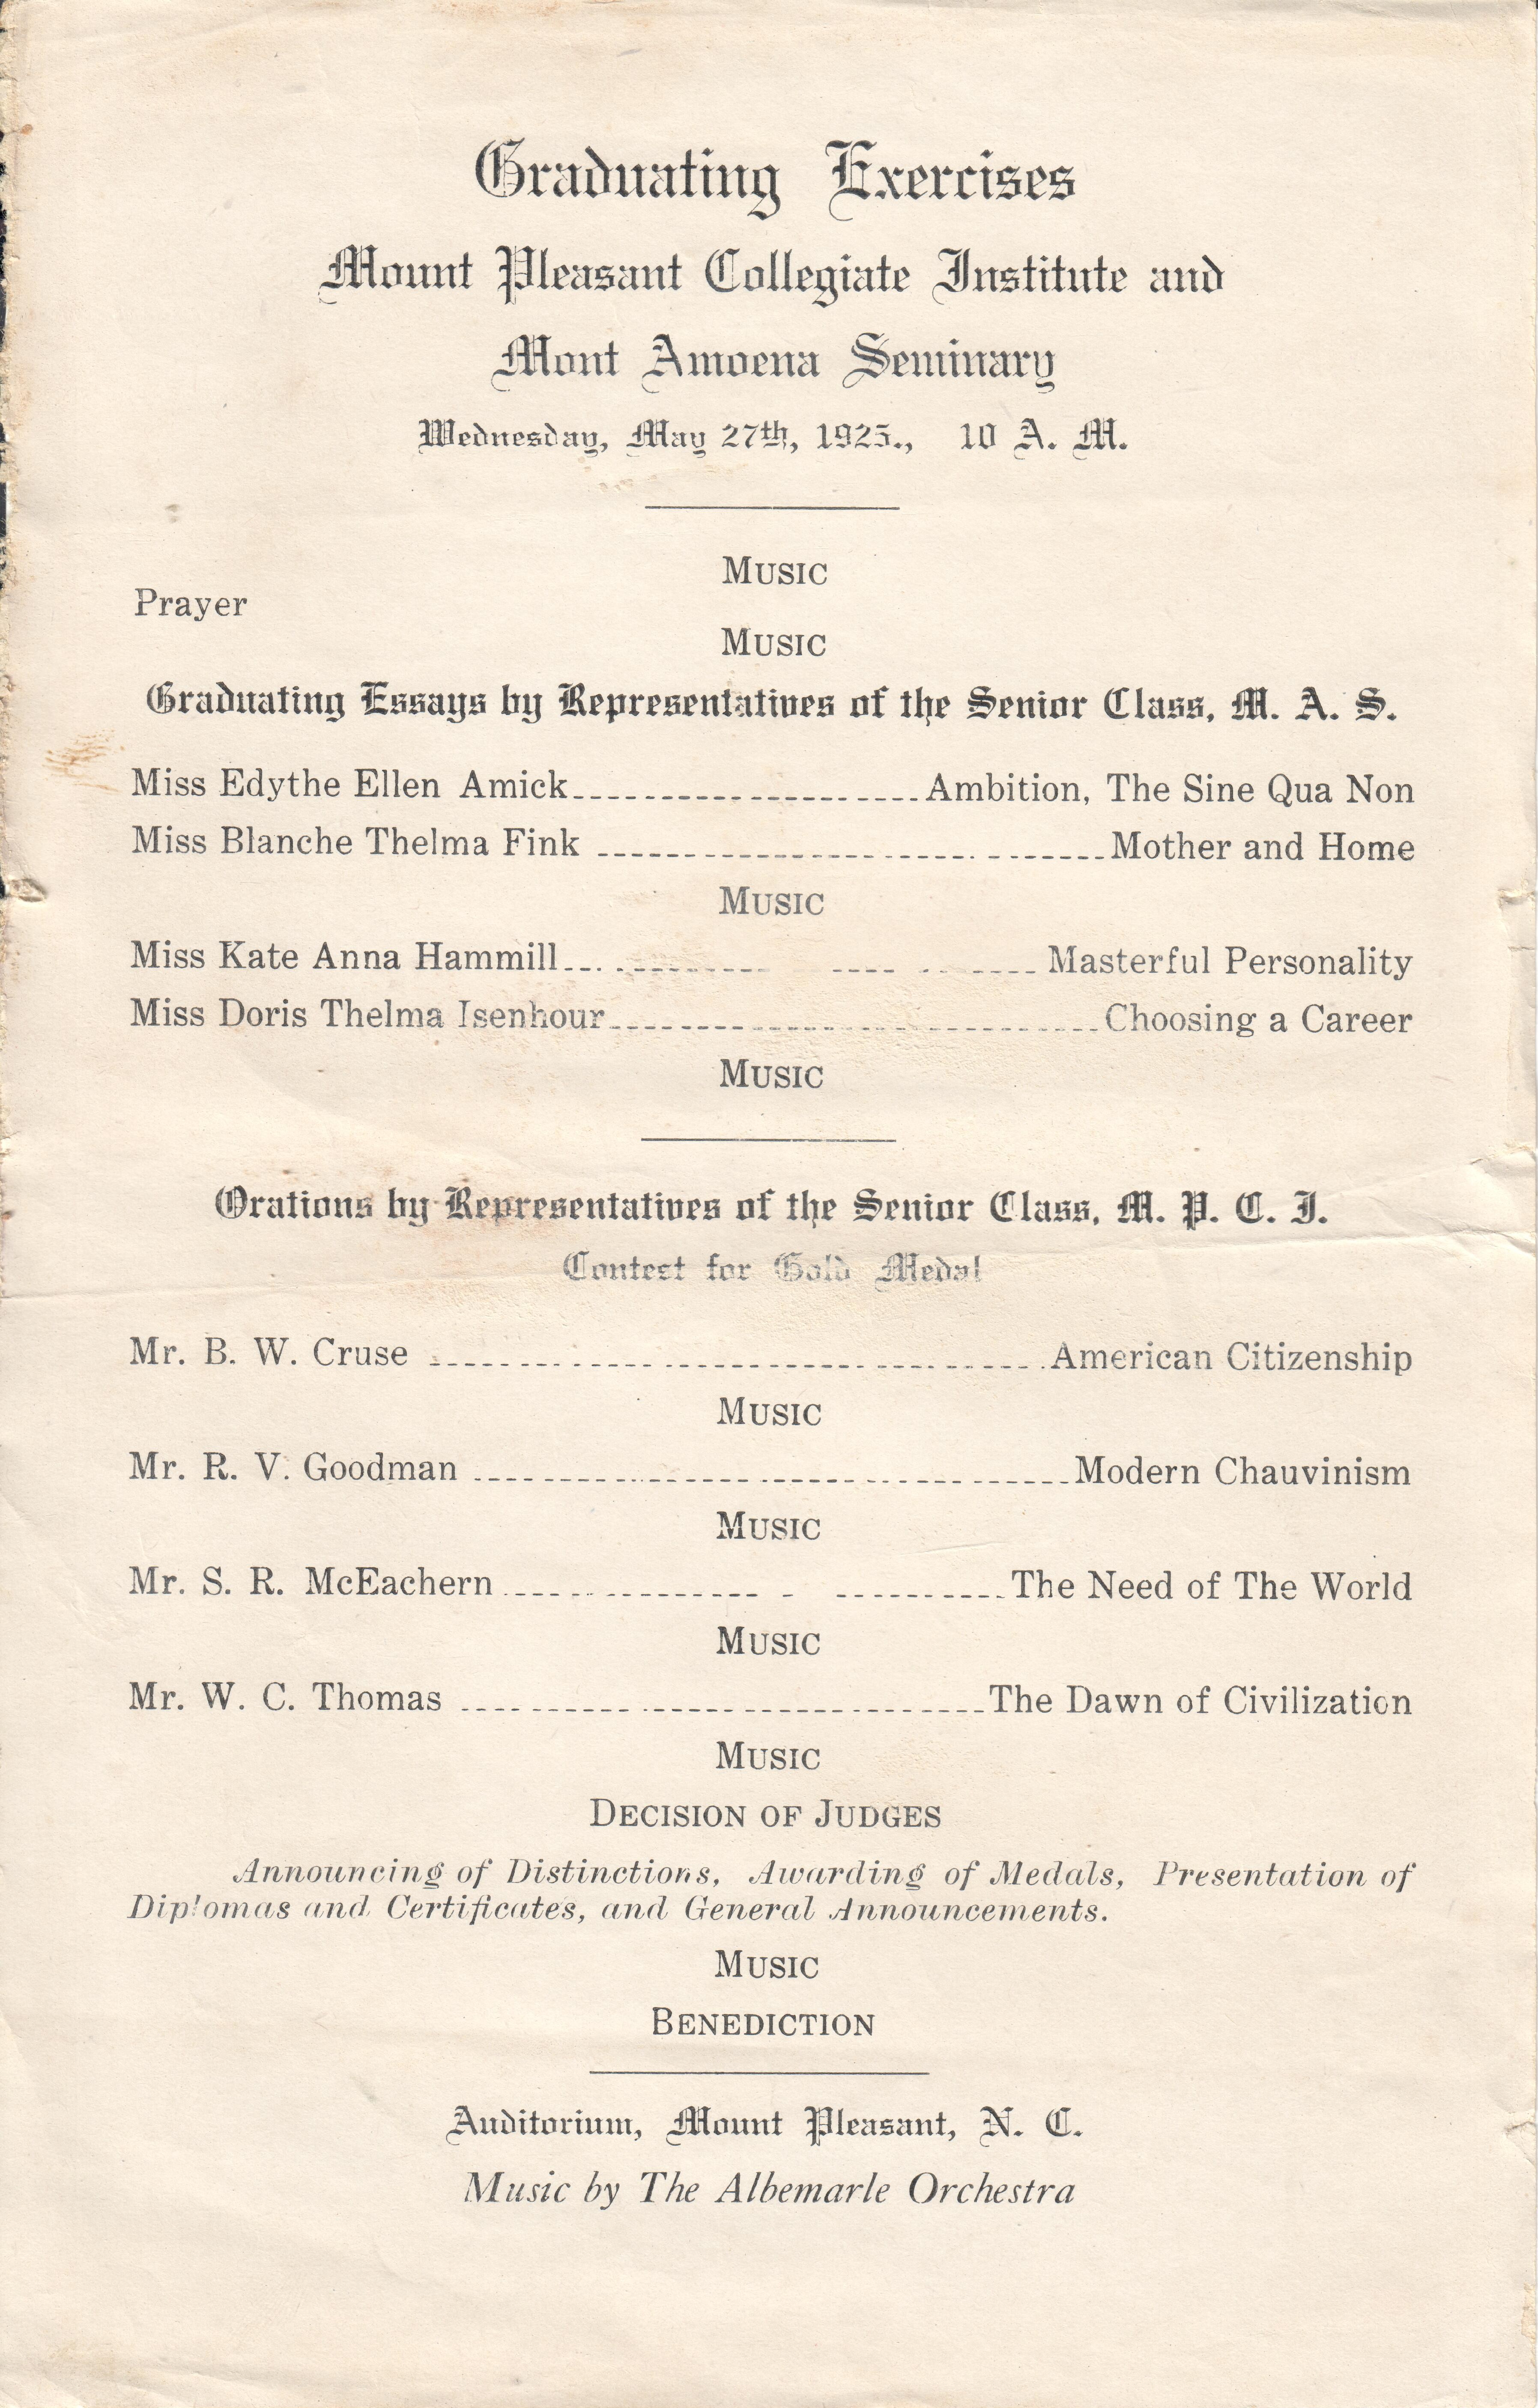 Graduating Exercises
Mount Pleasant Collegiate Institute and
Mont Amoena Seminary
Wednesday, May 27th, 1925., 10 A. M.
MUSIC
Prayer
MUSIC
Graduating Essays by Representatives of the Senior Class, M. A. S.
Miss Edythe Ellen Amick--------------------Ambition, The Sine Qua Non
Miss Blanche Thelma Fink ----------------------------Mother and Home
MUSIC
Miss Kate Anna Hammill-------------------------- Masterful Personality
Miss Doris Thelma Isenhour---------------------------Choosing a Career
MUSIC
Orations by Representatives of the Senior Class, M. P. C. I.
Contest for Gold Medal
Mr. B. W. Cruse -----------------------------------American Citizenship
MUSIC
Mr. R. V. Goodman ---------------------------------Modern Chauvinism
MUSIC
Mr. S. R. McEachern----------------------------The Need of The World
MUSIC
Mr. W. C. Thomas ------------------------------The Dawn of Civilization
MUSIC
DECISION OF JUDGES
Announcing of Distinctions, Awarding of Medals, Presentation of
Diplomas and Certificates, and General Announcements.
MUSIC
BENEDICTION
Auditorium, Mount Pleasant, N. C.
Music by The Albemarle Orchestra